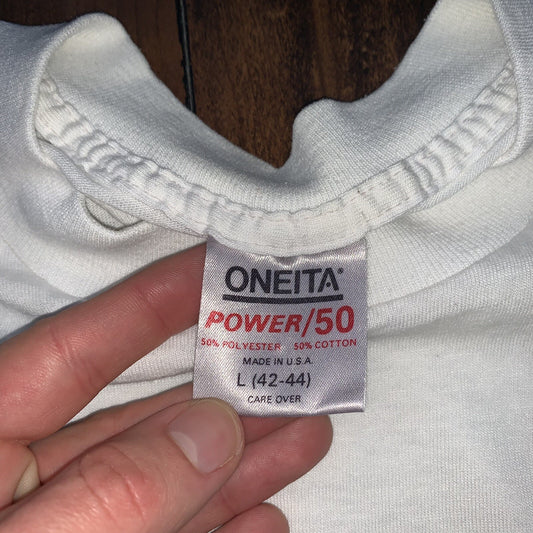 ONEITA®
POWER/50
50% POLYESTER 50% COTTON
MADE IN U.S.A.
L (42-44)
CARE OVER